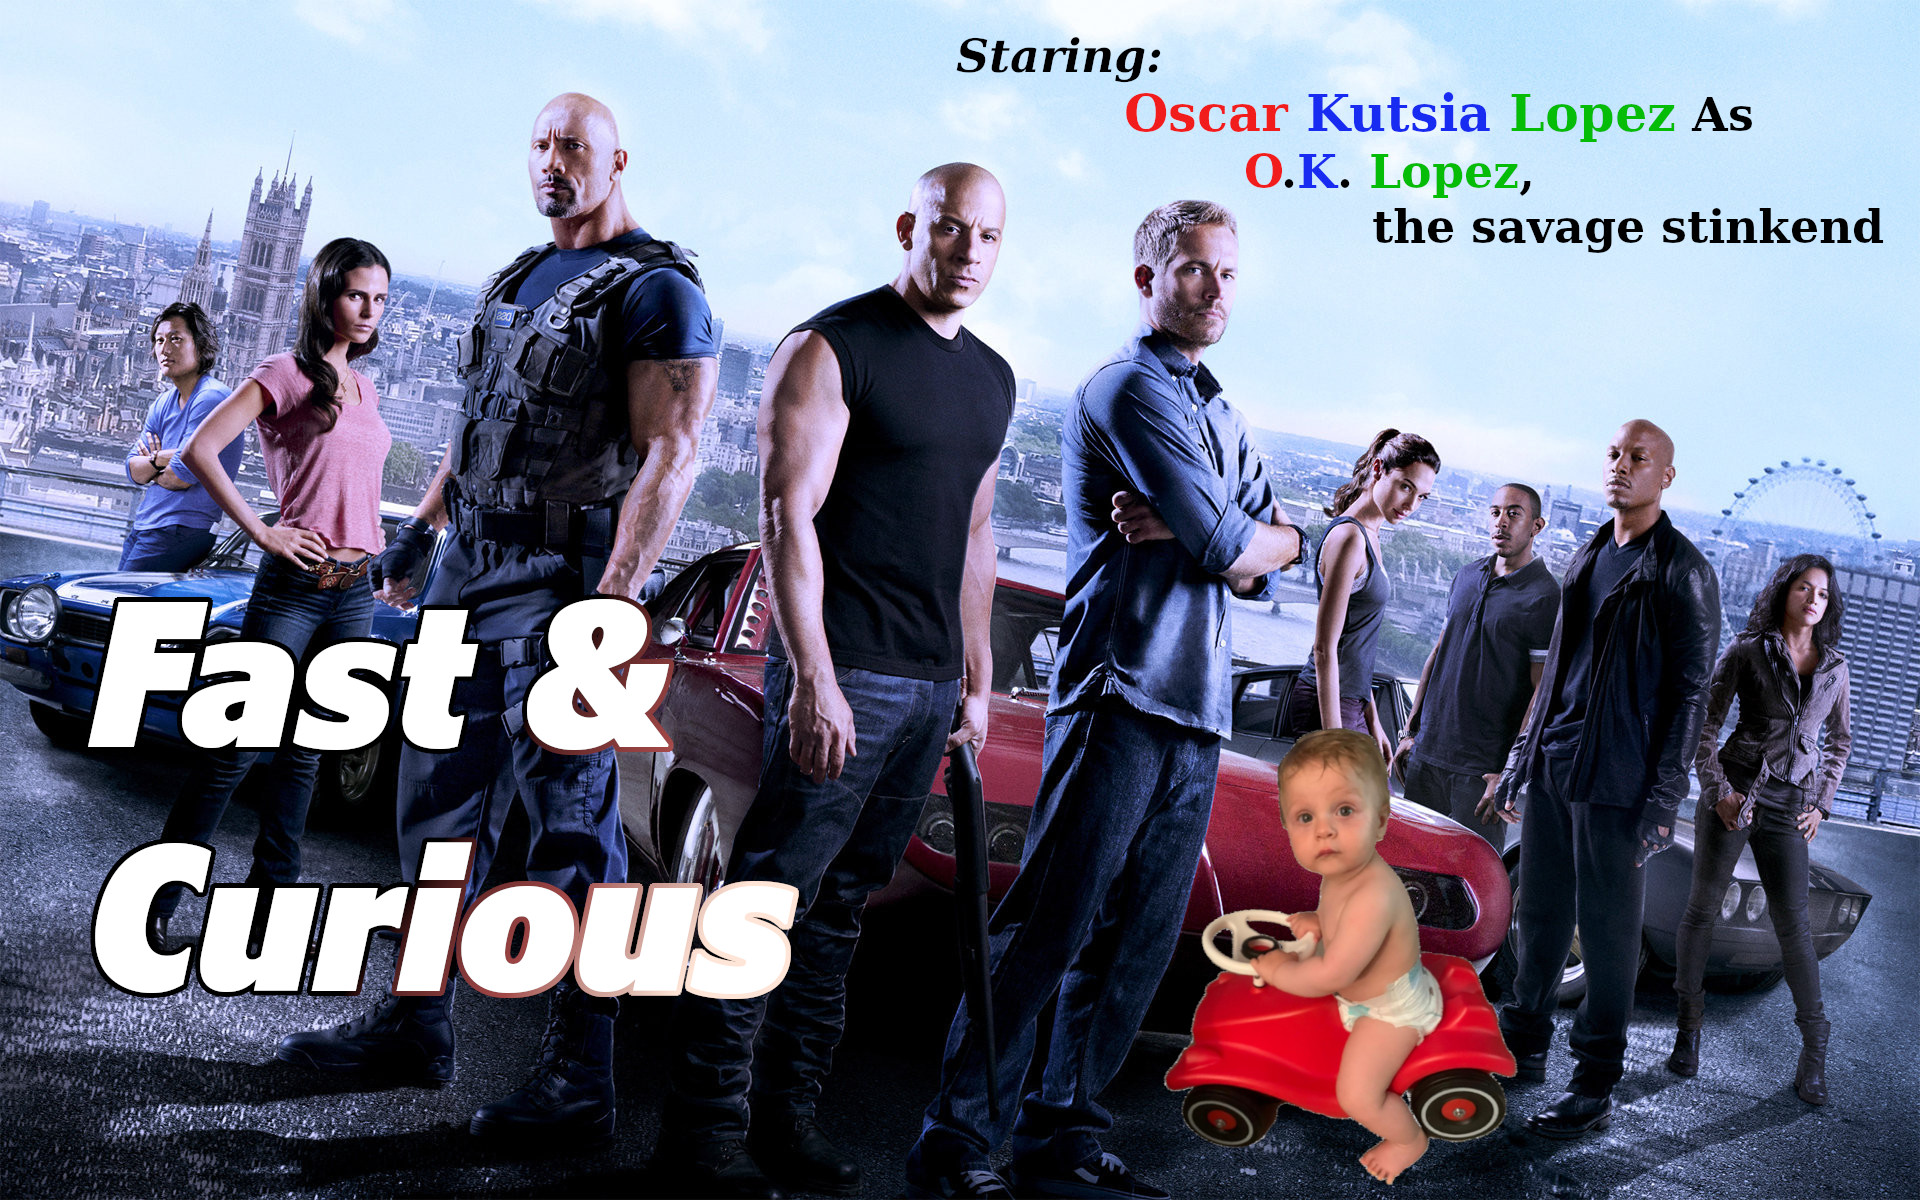 Staring:
Oscar Kutsia Lopez As
O.K. Lopez,
the savage stinkend
Fast &
Curious